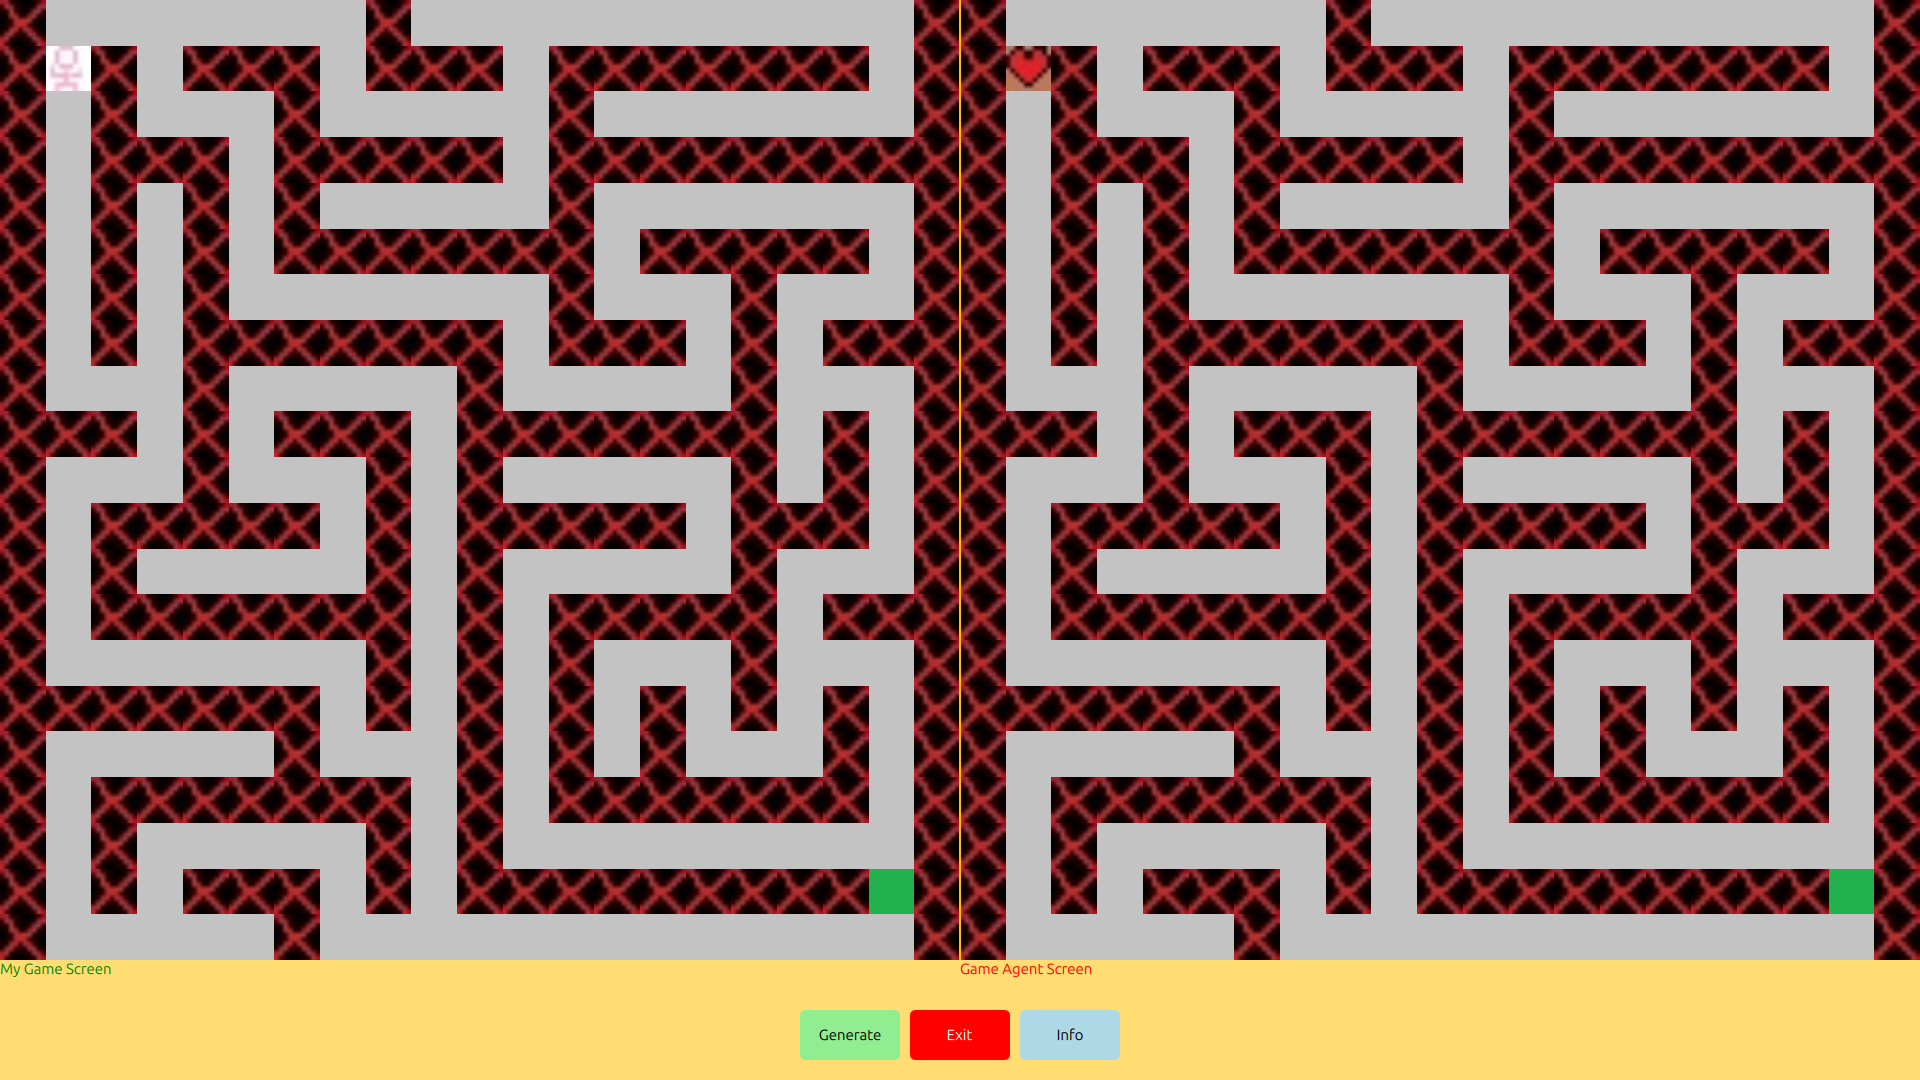 My Game Screen
Game Agent Screen
Generate
Exit
Info